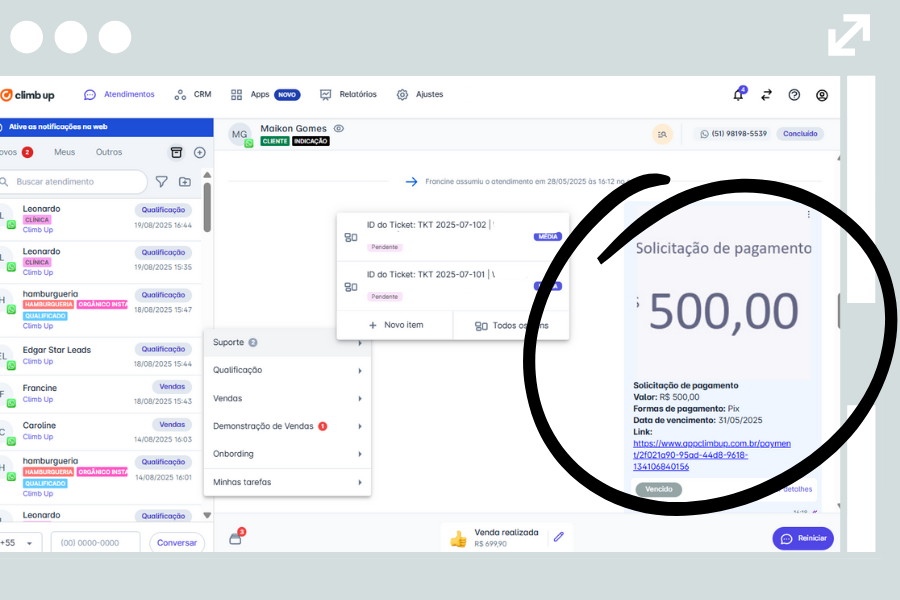 climb up
Atendimentos
CRM
Apps NOVO
Relatórios
Ajustes
4
Ative as notificações na web
2
Meus
Outros
Buscar atendimento
Leonardo
CLÍNICA
Climb Up
Qualificação
19/08/2025 16:44
Leonardo
CLÍNICA
Climb Up
Qualificação
19/08/2025 15:35
hamburgueria
HAMBURGUERIA ORGÂNICO INSTA
QUALIFICADO
Climb Up
Qualificação
18/08/2025 15:47
Edgar Star Leads
Climb Up
Qualificação
18/08/2025 15:44
Francine
Climb Up
Vendas
18/08/2025 15:43
Caroline
Climb Up
Vendas
14/08/2025 16:03
hamburgueria
HAMBURGUERIA ORGÂNICO INSTA
QUALIFICADO
Climb Up
Qualificação
14/08/2025 16:01
Leonardo
Qualificação
+55
(00) 0000-0000
Conversar
MG
Maikon Gomes
CLIENTE INDICAÇÃO
(51) 98198-5539
Concluído
Francine assumiu o atendimento em 28/05/2025 às 16:12
ID do Ticket: TKT 2025-07-102 |
Pendente
MÉDIA
ID do Ticket: TKT 2025-07-101 |
Pendente
+ Novo item
Todos os
Suporte 2
Qualificação
Vendas
Demonstração de Vendas 1
Onbording
Minhas tarefas
Solicitação de pagamento
500,00
Solicitação de pagamento
Valor: R$ 500,00
Formas de pagamento: Pix
Data de vencimento: 31/05/2025
Link:
https://www.appclimbup.com.br/paymen
t/2f021a90-95ad-44d8-9618-
134106840156
Vencido
detalhes
3
Venda realizada
R$ 699,90
Reiniciar